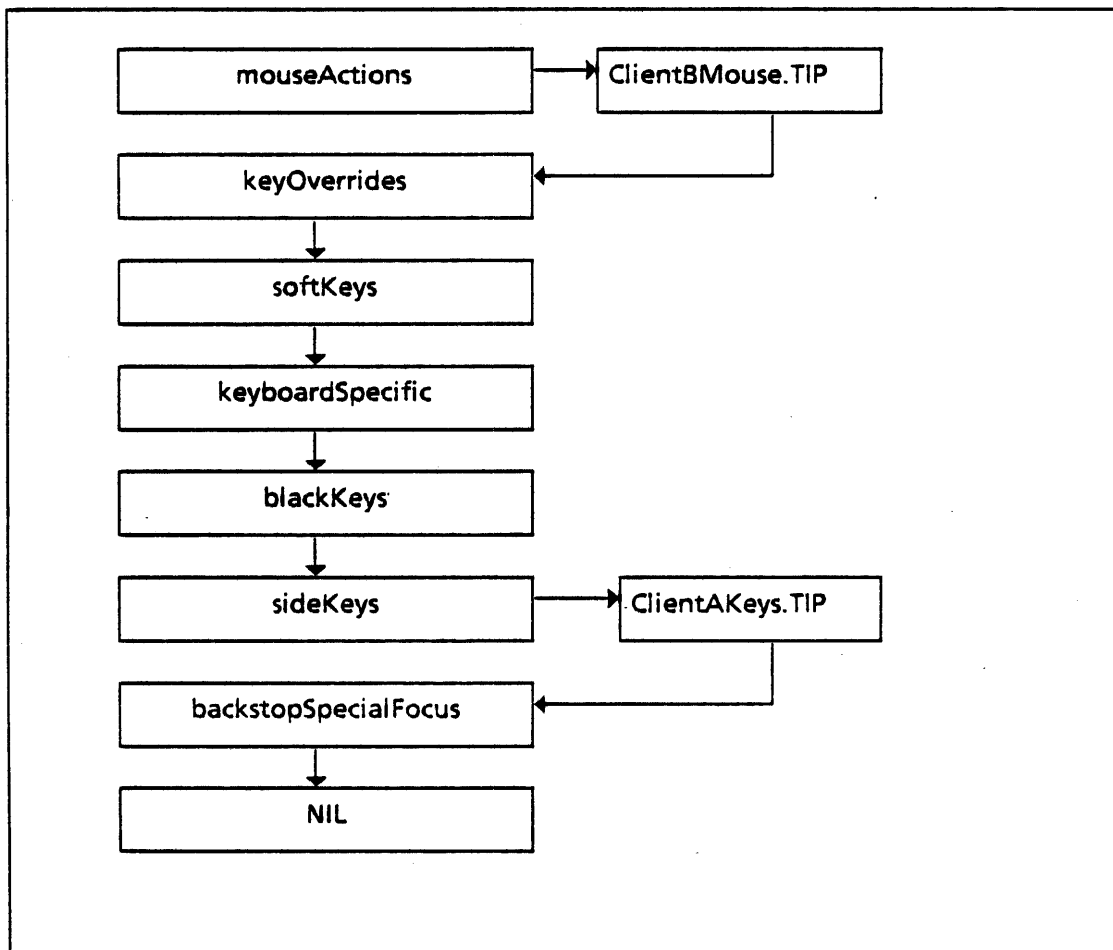 mouseActions
ClientBMouse.TIP
keyOverrides
softKeys
keyboardSpecific
blackKeys
sideKeys
ClientAKeys.TIP
backstopSpecialFocus
NIL